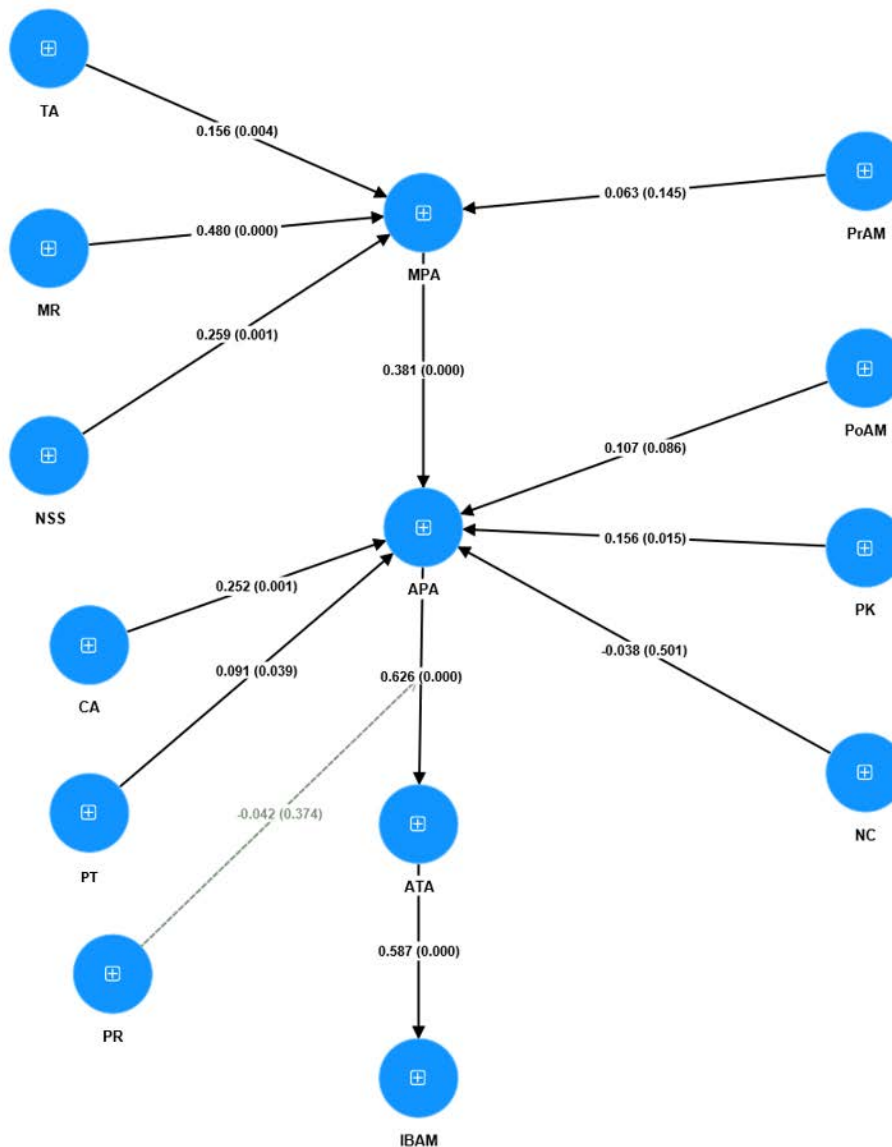 TA
0.156 (0.004)
PrAM
0.063 (0.145)
MR
0.480 (0.000)
MPA
NSS
0.259 (0.001)
0.381 (0.000)
PoAM
0.107 (0.086)
APA
PK
0.156 (0.015)
CA
0.252 (0.001)
-0.038 (0.501)
PT
0.091 (0.039)
0.626 (0.000)
NC
PR
-0.042 (0.374)
ATA
0.587 (0.000)
IBAM